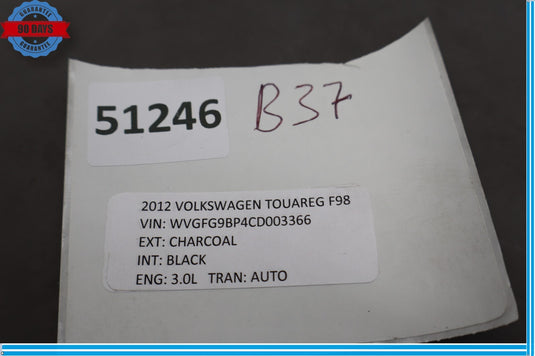 GUARANTEE
90 DAYS
GUARANTEE
51246 B37
2012 VOLKSWAGEN TOUAREG F98
VIN: WVGFG9BP4CD003366
EXT: CHARCOAL
INT: BLACK
ENG: 3.0L TRAN: AUTO